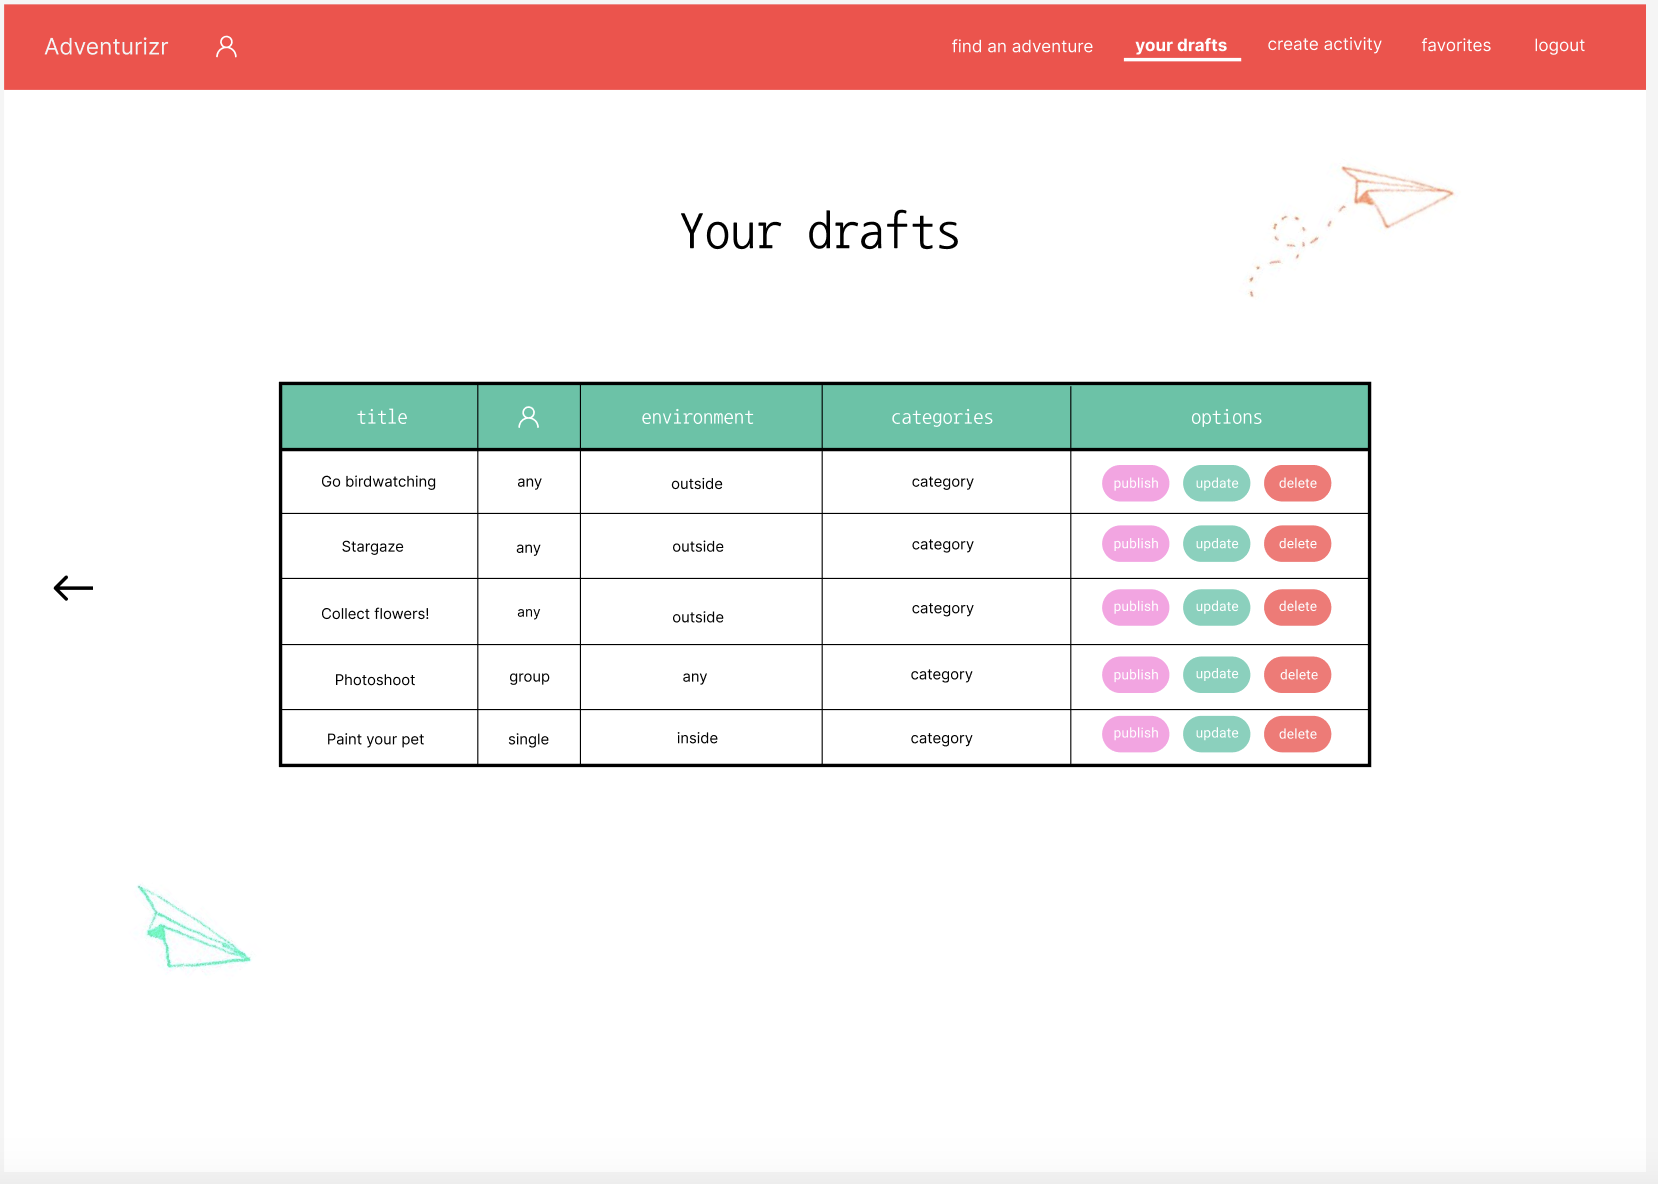 Adventurizr find an adventure your drafts create activity favorites logout
Your drafts
title environment categories options
Go birdwatching any outside category publish update delete
Stargaze any outside category publish update delete
Collect flowers! any outside category publish update delete
Photoshoot group any category publish update delete
Paint your pet single inside category publish update delete